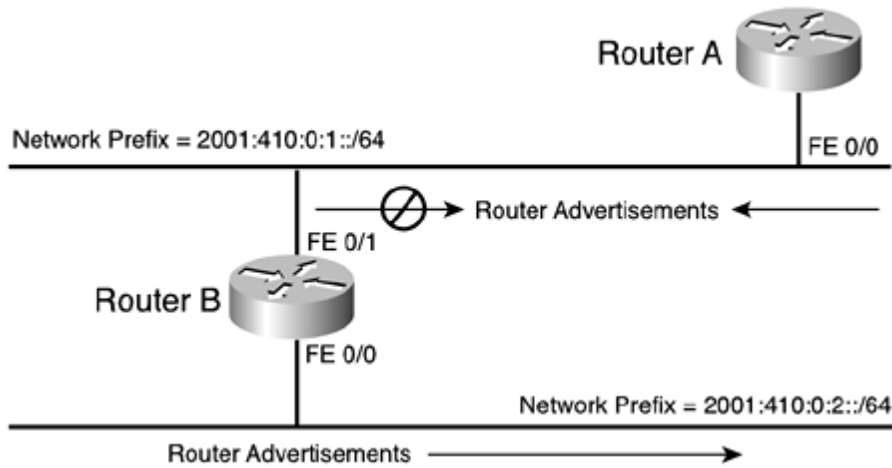 Router A
Network Prefix = 2001:410:0:1::/64
FE 0/0
Router Advertisements
FE 0/1
Router B
FE 0/0
Network Prefix = 2001:410:0:2::/64
Router Advertisements